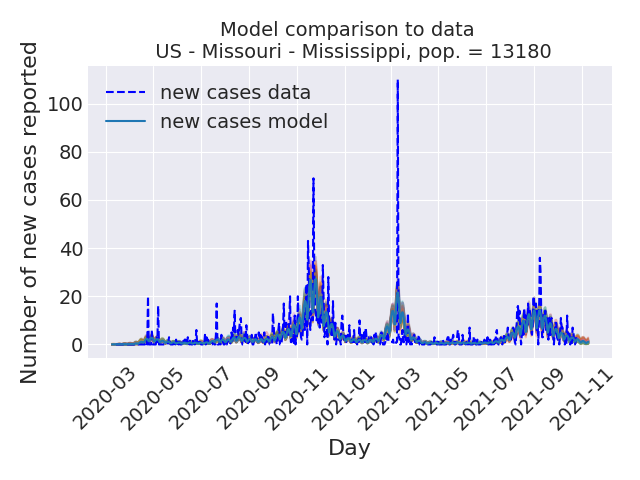 Model comparison to data
US - Missouri - Mississippi, pop. = 13180
Number of new cases reported
new cases data
new cases model
100
80
60
40
20
0
2020-03
2020-05
2020-07
2020-09
2020-11
2021-01
2021-03
2021-05
2021-07
2021-09
2021-11
Day